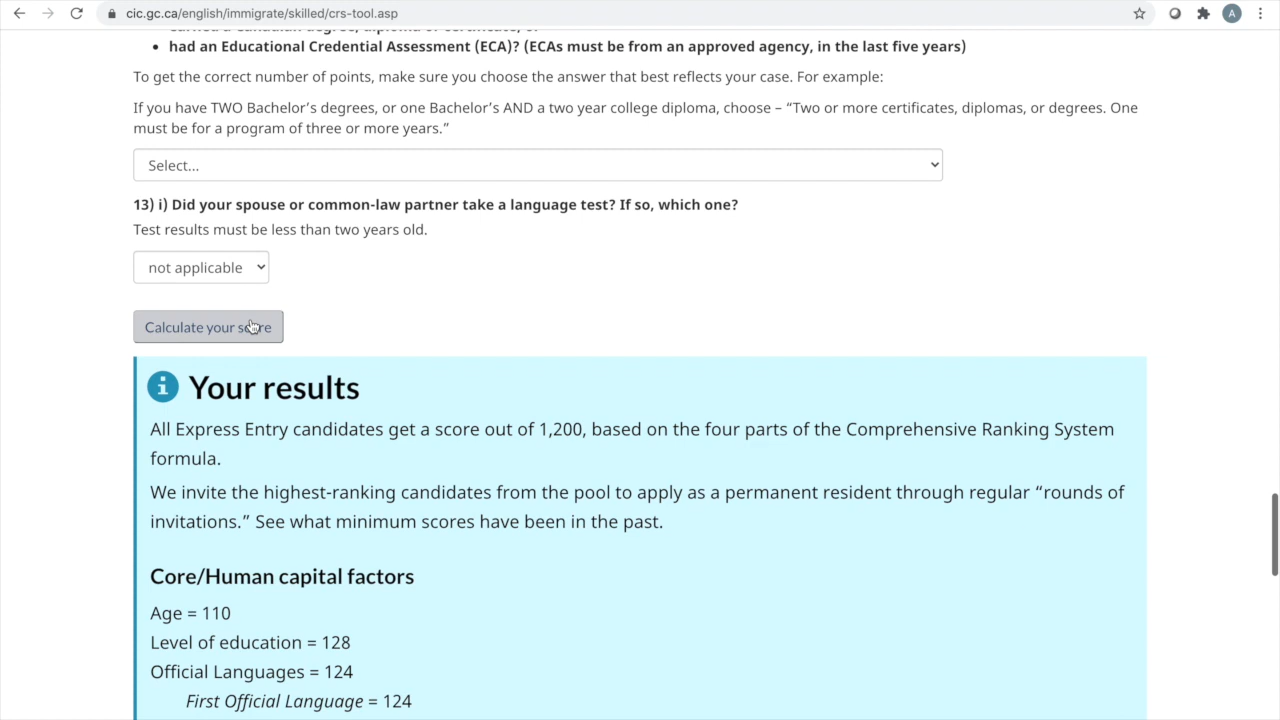 cic.gc.ca/english/immigrate/skilled/crs-tool.asp
A
earned a Canadian degree, diploma or certificate, or
• had an Educational Credential Assessment (ECA)? (ECAs must be from an approved agency, in the last five years)
To get the correct number of points, make sure you choose the answer that best reflects your case. For example:
If you have TWO Bachelor’s degrees, or one Bachelor’s AND a two year college diploma, choose – “Two or more certificates, diplomas, or degrees. One
must be for a program of three or more years.”
Select...
13) i) Did your spouse or common-law partner take a language test? If so, which one?
Test results must be less than two years old.
not applicable
Calculate your score
Your results
All Express Entry candidates get a score out of 1,200, based on the four parts of the Comprehensive Ranking System
formula.
We invite the highest-ranking candidates from the pool to apply as a permanent resident through regular “rounds of
invitations.” See what minimum scores have been in the past.
Core/Human capital factors
Age = 110
Level of education = 128
Official Languages = 124
First Official Language = 124